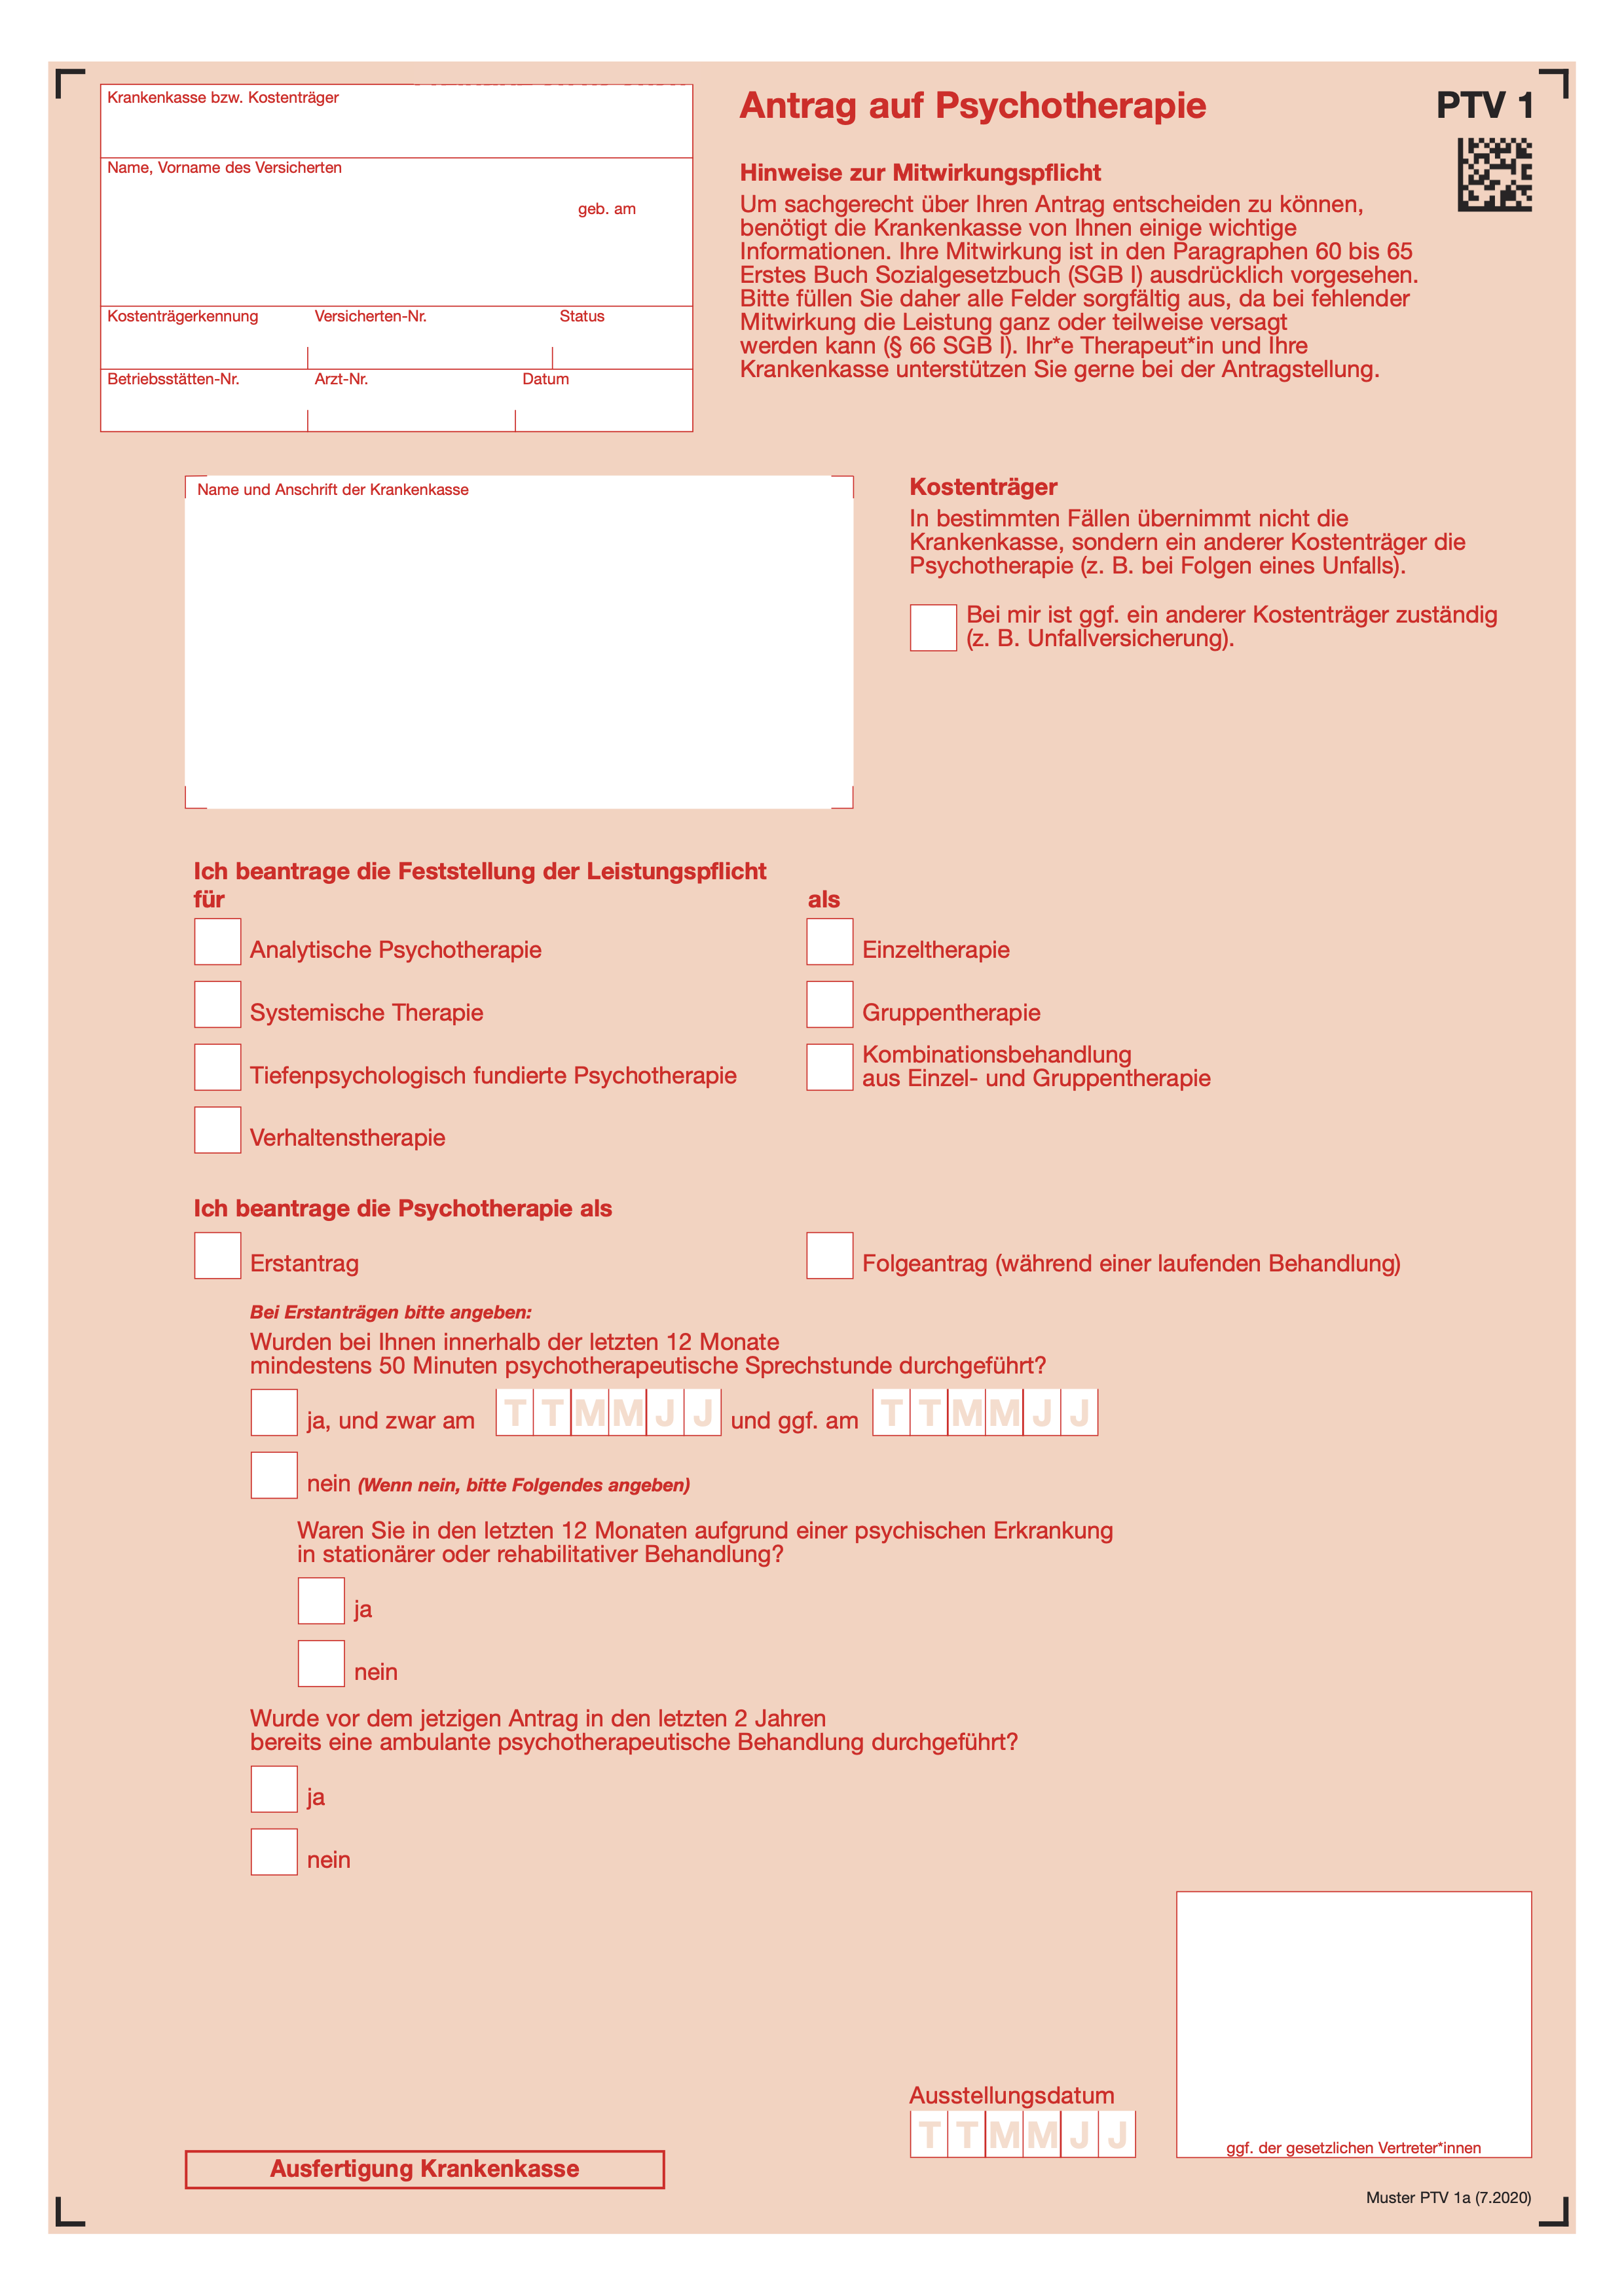 Krankenkasse bzw. Kostenträger
Name, Vorname des Versicherten
geb. am
Kostenträgerkennung Versicherten-Nr. Status
Betriebsstätten-Nr. Arzt-Nr. Datum
Antrag auf Psychotherapie
PTV 1
Hinweise zur Mitwirkungspflicht
Um sachgerecht über Ihren Antrag entscheiden zu können,
benötigt die Krankenkasse von Ihnen einige wichtige
Informationen. Ihre Mitwirkung ist in den Paragraphen 60 bis 65
Erstes Buch Sozialgesetzbuch (SGB I) ausdrücklich vorgesehen.
Bitte füllen Sie daher alle Felder sorgfältig aus, da bei fehlender
Mitwirkung die Leistung ganz oder teilweise versagt
werden kann (§ 66 SGB I). Ihr*e Therapeut*in und Ihre
Krankenkasse unterstützen Sie gerne bei der Antragstellung.
Name und Anschrift der Krankenkasse
Kostenträger
In bestimmten Fällen übernimmt nicht die
Krankenkasse, sondern ein anderer Kostenträger die
Psychotherapie (z. B. bei Folgen eines Unfalls).
Bei mir ist ggf. ein anderer Kostenträger zuständig
(z. B. Unfallversicherung).
Ich beantrage die Feststellung der Leistungspflicht
für als
Analytische Psychotherapie Einzeltherapie
Systemische Therapie Gruppentherapie
Tiefenpsychologisch fundierte Psychotherapie
Kombinationsbehandlung
aus Einzel- und Gruppentherapie
Verhaltenstherapie
Ich beantrage die Psychotherapie als
Erstantrag Folgeantrag (während einer laufenden Behandlung)
Bei Erstanträgen bitte angeben:
Wurden bei Ihnen innerhalb der letzten 12 Monate
mindestens 50 Minuten psychotherapeutische Sprechstunde durchgeführt?
ja, und zwar am T T M M J J und ggf. am T T M M J J
nein (Wenn nein, bitte Folgendes angeben)
Waren Sie in den letzten 12 Monaten aufgrund einer psychischen Erkrankung
in stationärer oder rehabilitativer Behandlung?
ja
nein
Wurde vor dem jetzigen Antrag in den letzten 2 Jahren
bereits eine ambulante psychotherapeutische Behandlung durchgeführt?
ja
nein
Ausstellungsdatum
T T M M J J
ggf. der gesetzlichen Vertreter*innen
Ausfertigung Krankenkasse
Muster PTV 1a (7.2020)